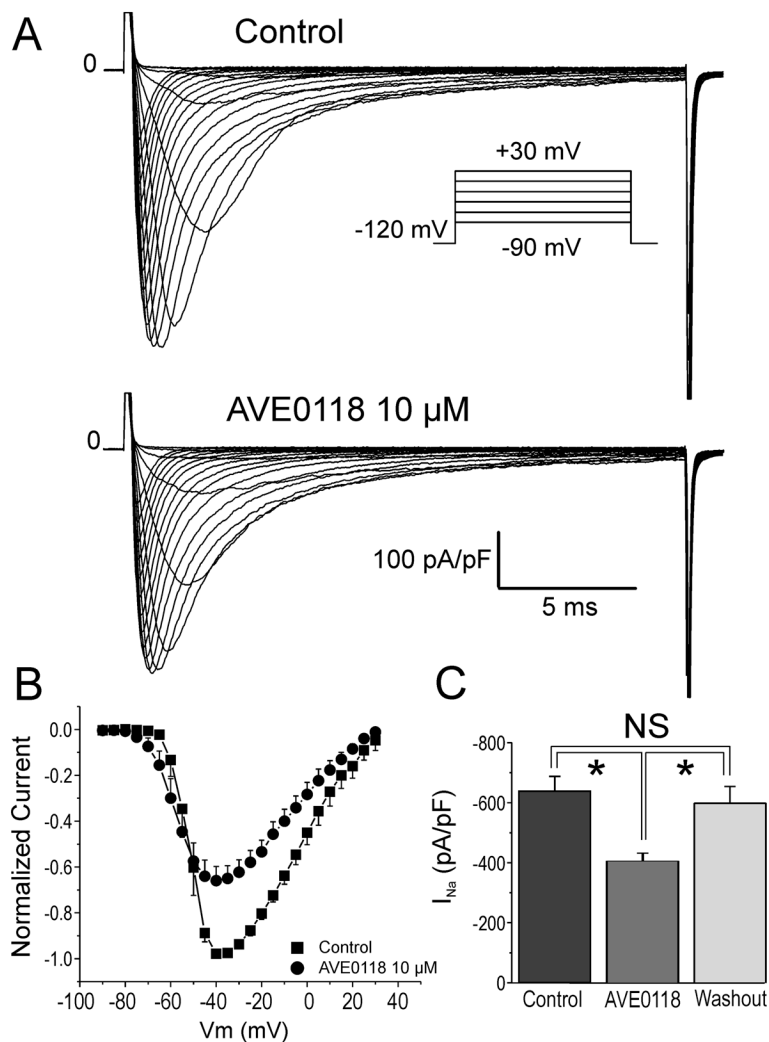 A
Control
0
+30 mV
-120 mV
-90 mV
AVE0118 10 µM
0
100 pA/pF
5 ms
B
Normalized Current
0.0
-0.2
-0.4
-0.6
-0.8
-1.0
Control
AVE0118 10 µM
-100 -80 -60 -40 -20 0 20 40
Vm (mV)
C
NS
* *
I_Na (pA/pF)
-800
-600
-400
-200
0
Control AVE0118 Washout